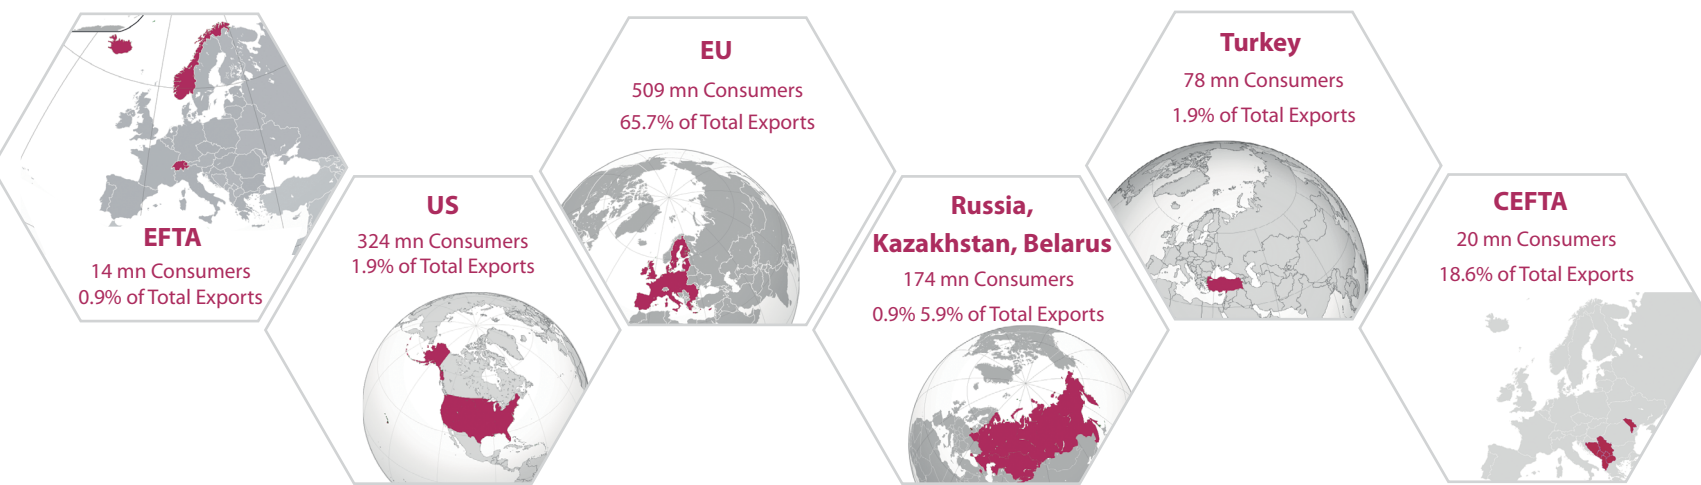 EFTA
14 mn Consumers
0.9% of Total Exports
US
324 mn Consumers
1.9% of Total Exports
EU
509 mn Consumers
65.7% of Total Exports
Russia,
Kazakhstan, Belarus
174 mn Consumers
0.9% 5.9% of Total Exports
Turkey
78 mn Consumers
1.9% of Total Exports
CEFTA
20 mn Consumers
18.6% of Total Exports